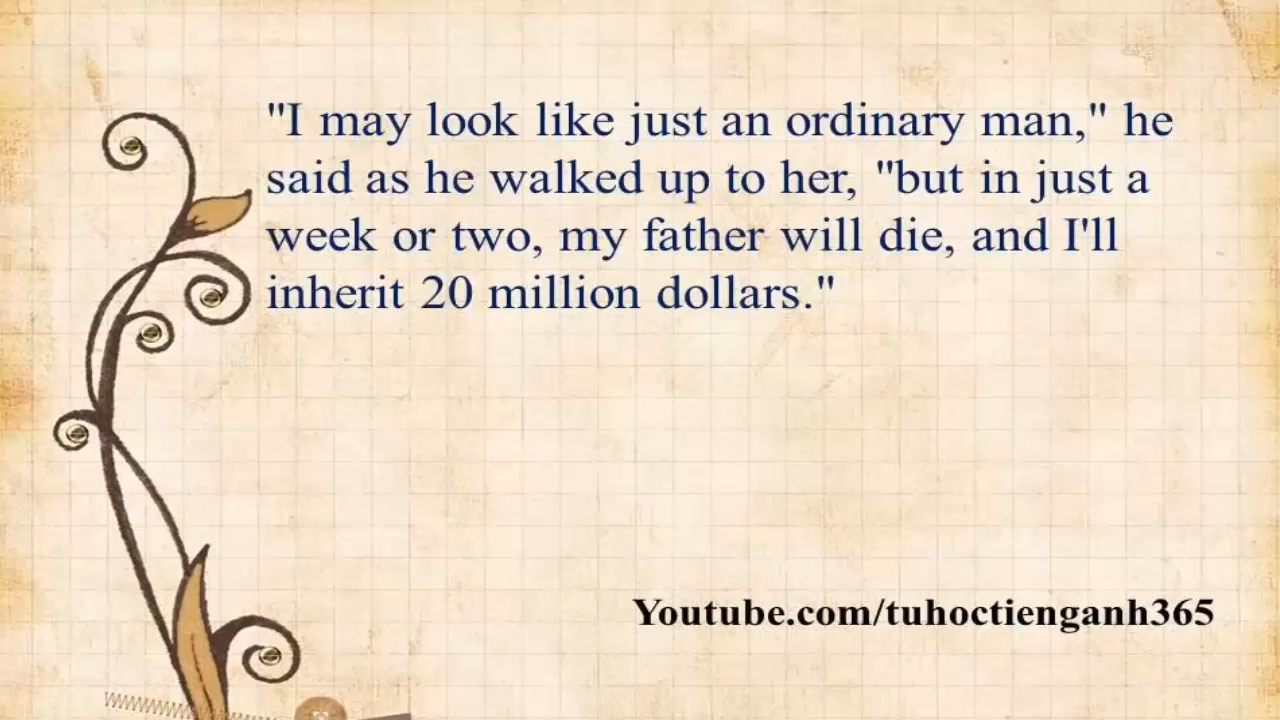 "I may look like just an ordinary man," he
said as he walked up to her, "but in just a
week or two, my father will die, and I'll
inherit 20 million dollars."
Youtube.com/tuhoctienganh365